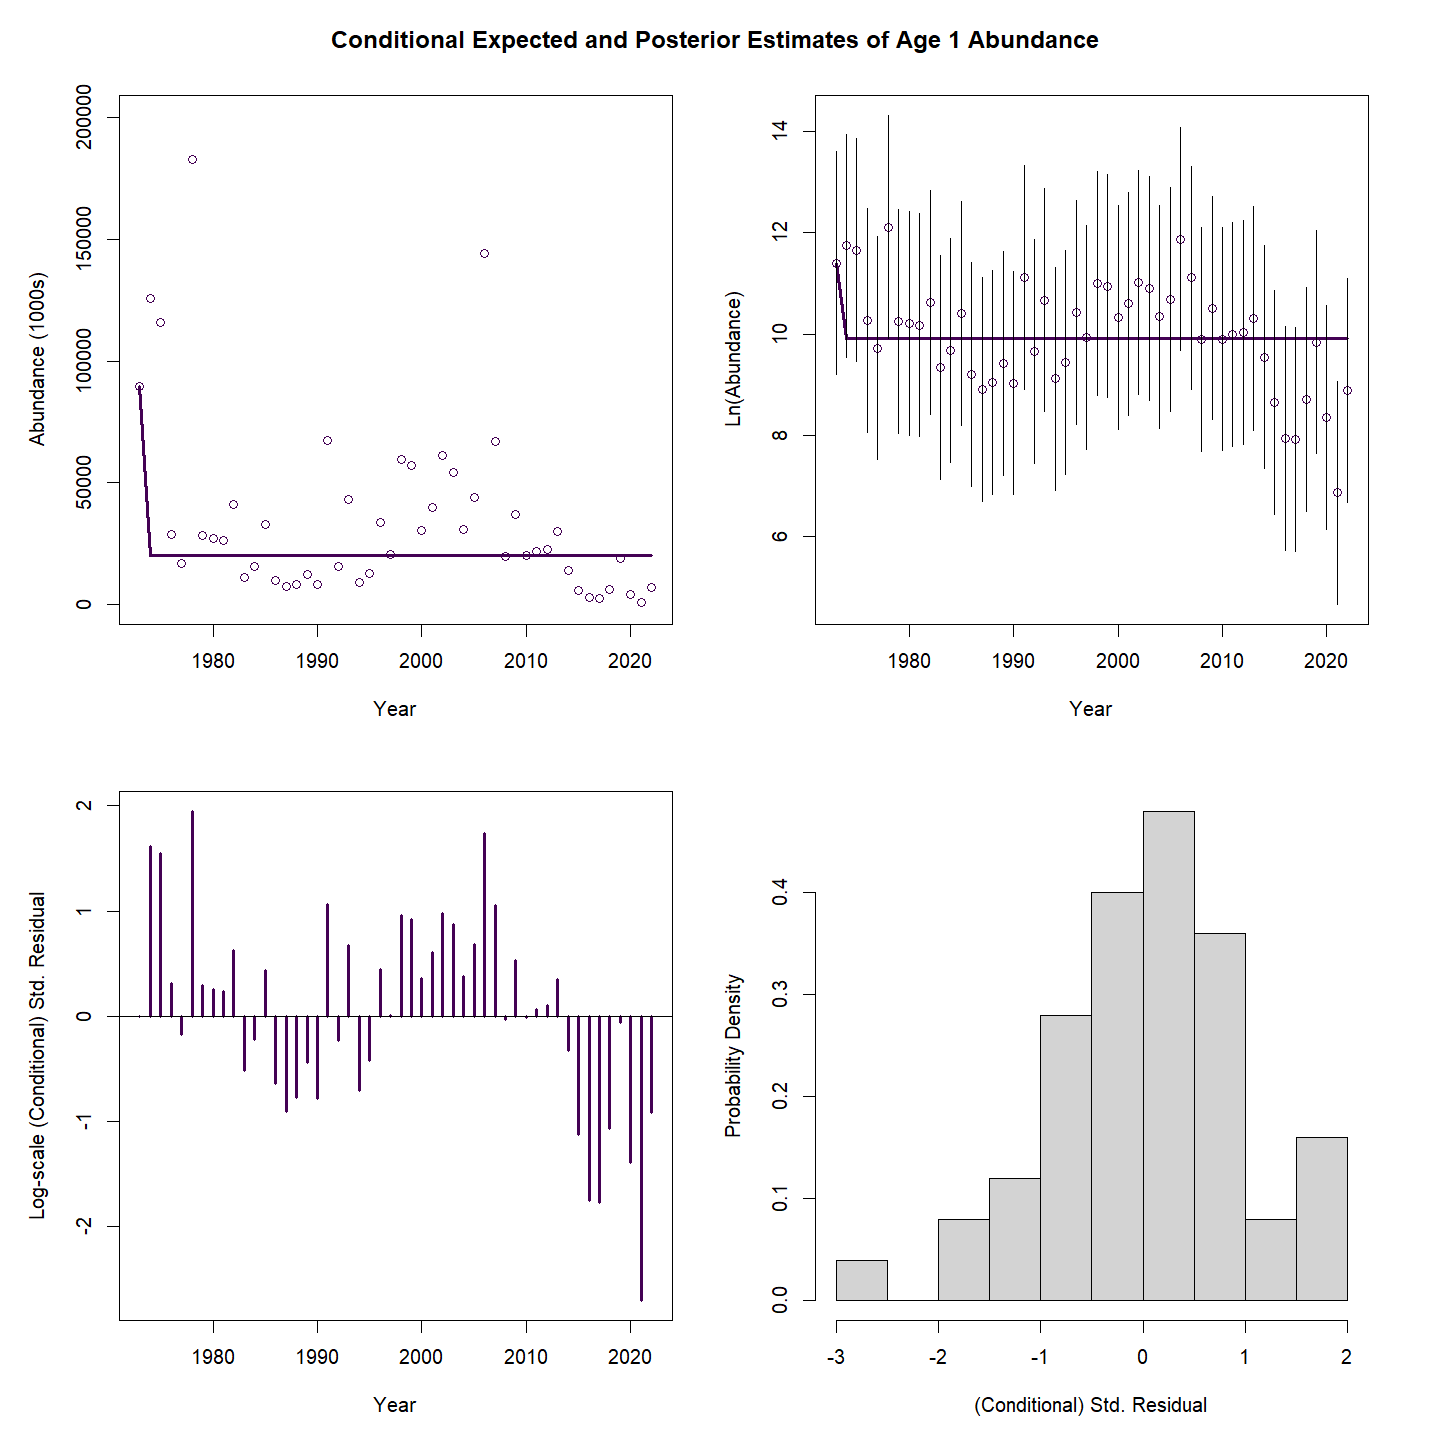 Conditional Expected and Posterior Estimates of Age 1 Abundance
Abundance (1000s)
200000
150000
100000
50000
0
1980 1990 2000 2010 2020
Year
Ln(Abundance)
14
12
10
8
6
1980 1990 2000 2010 2020
Year
Log-scale (Conditional) Std. Residual
2
1
0
-1
-2
1980 1990 2000 2010 2020
Year
Probability Density
0.4
0.3
0.2
0.1
0.0
-3 -2 -1 0 1 2
(Conditional) Std. Residual